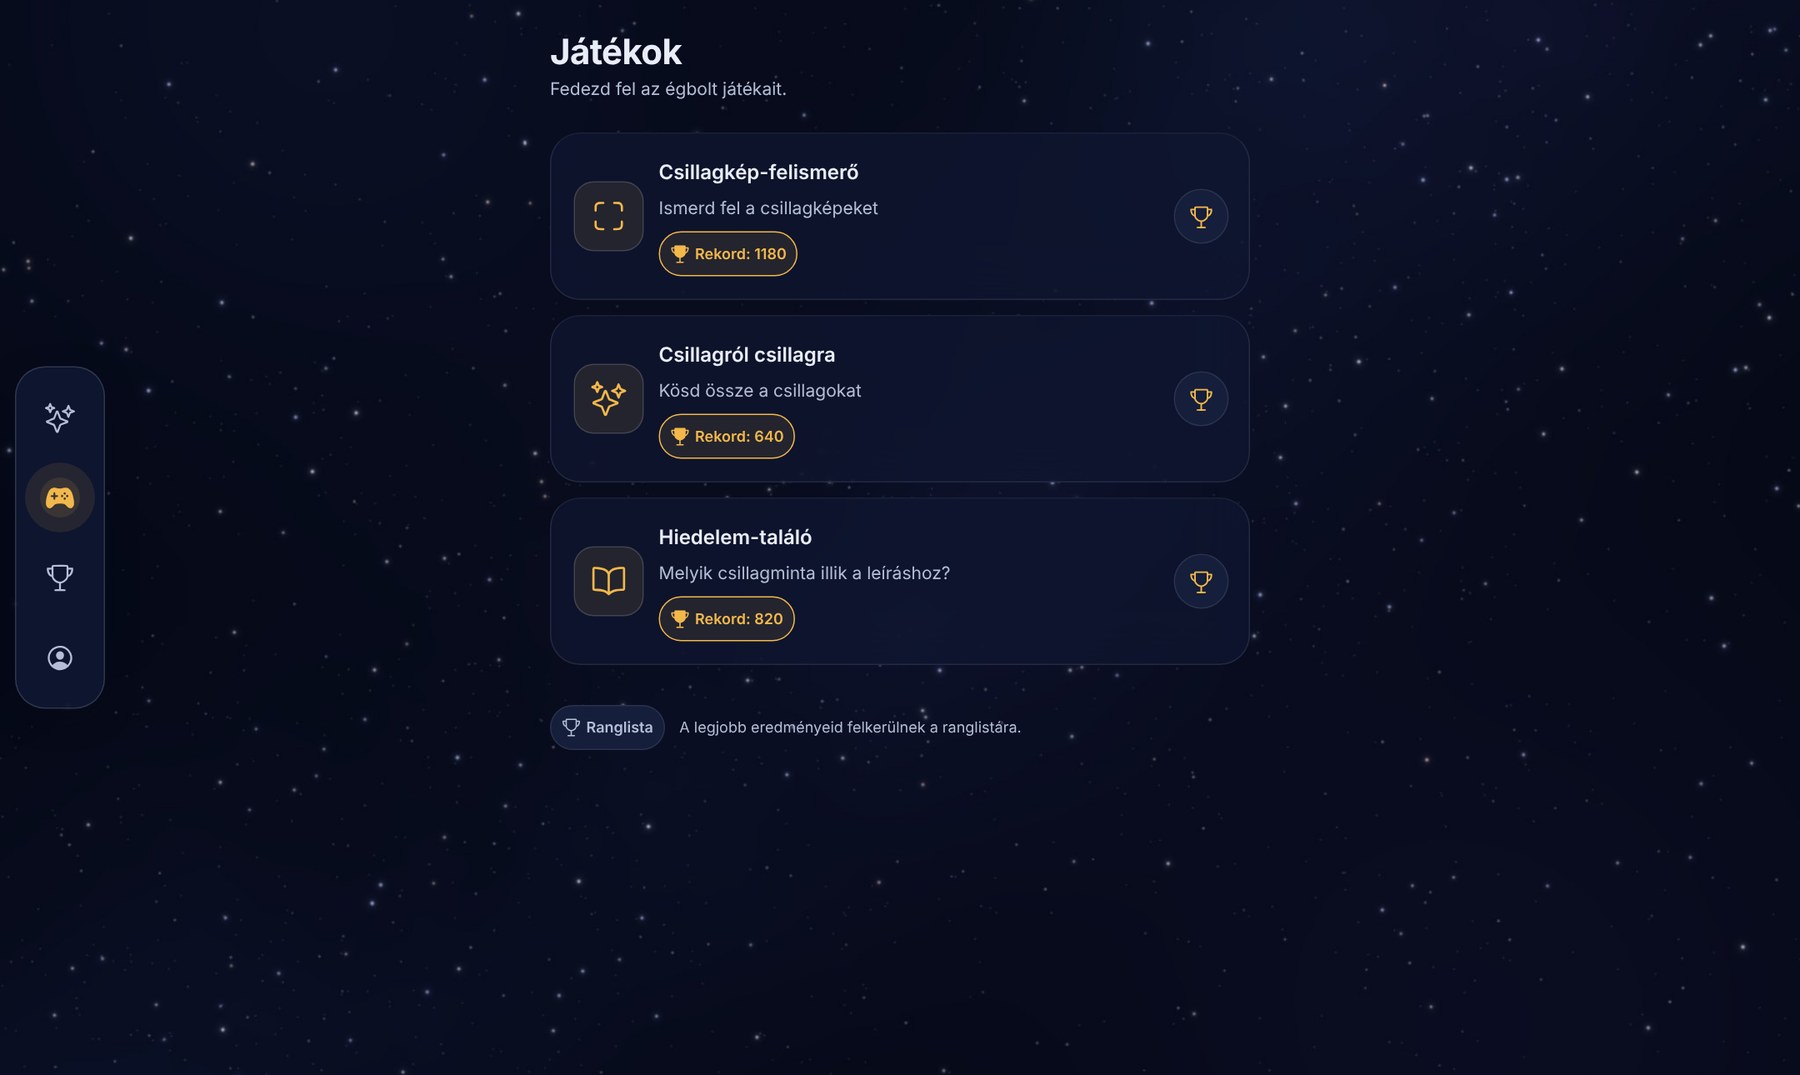 Játékok
Fedezd fel az égbolt játékait.
Csillagkép-felismerő
Ismerd fel a csillagképeket
Rekord: 1180
Csillagról csillagra
Kösd össze a csillagokat
Rekord: 640
Hiedelem-találó
Melyik csillagminta illik a leíráshoz?
Rekord: 820
Ranglista
A legjobb eredményeid felkerülnek a ranglistára.